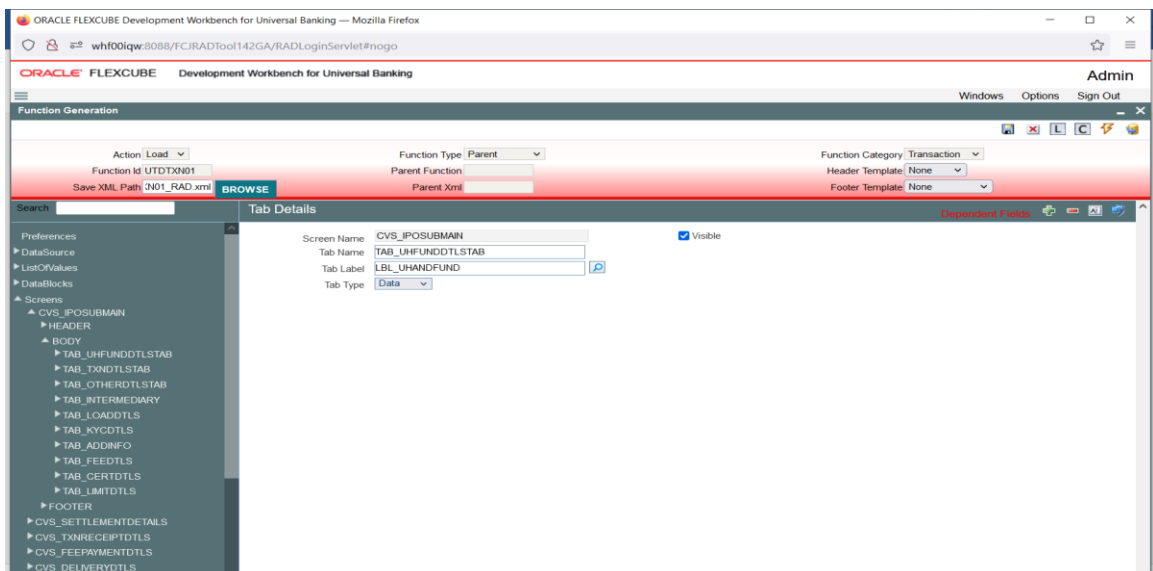 ORACLE FLEXCUBE Development Workbench for Universal Banking — Mozilla Firefox
whf00iqw:8088/FCJRADTool142GA/RADLoginServlet#nogo
ORACLE FLEXCUBE Development Workbench for Universal Banking Admin
Windows Options Sign Out
Function Generation
L C
Action Load Function Type Parent Function Category Transaction
Function Id UTDTXN01 Parent Function Header Template None
Save XML Path :N01_RAD.xml BROWSE Parent Xml Footer Template None
Search Tab Details Dependent Fields
Preferences
DataSource
ListOfValues
DataBlocks
Screens
CVS_IPOSUBMAIN
HEADER
BODY
TAB_UHFUNDDTLSTAB
TAB_TXNDTLSTAB
TAB_OTHERDTLSTAB
TAB_INTERMEDIARY
TAB_LOADDTLS
TAB_KYCDTLS
TAB_ADDINFO
TAB_FEEDTLS
TAB_CERTDTLS
TAB_LIMITDTLS
FOOTER
CVS_SETTLEMENTDETAILS
CVS_TXNRECEIPTDTLS
CVS_FEEPAYMENTDTLS
CVS_DELIVERYDTLS
Screen Name CVS_IPOSUBMAIN Visible
Tab Name TAB_UHFUNDDTLSTAB
Tab Label LBL_UHANDFUND
Tab Type Data